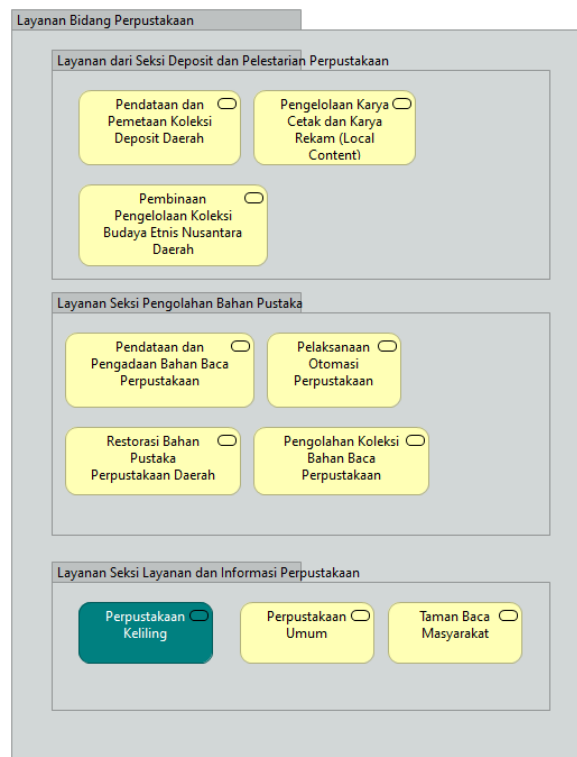 Layanan Bidang Perpustakaan
Layanan dari Seksi Deposit dan Pelestarian Perpustakaan
Pendataan dan
Pemetaan Koleksi
Deposit Daerah
Pengelolaan Karya
Cetak dan Karya
Rekam (Local
Content)
Pembinaan
Pengelolaan Koleksi
Budaya Etnis Nusantara
Daerah
Layanan Seksi Pengolahan Bahan Pustaka
Pendataan dan
Pengadaan Bahan Baca
Perpustakaan
Pelaksanaan
Otomasi
Perpustakaan
Restorasi Bahan
Pustaka
Perpustakaan Daerah
Pengolahan Koleksi
Bahan Baca
Perpustakaan
Layanan Seksi Layanan dan Informasi Perpustakaan
Perpustakaan
Keliling
Perpustakaan
Umum
Taman Baca
Masyarakat